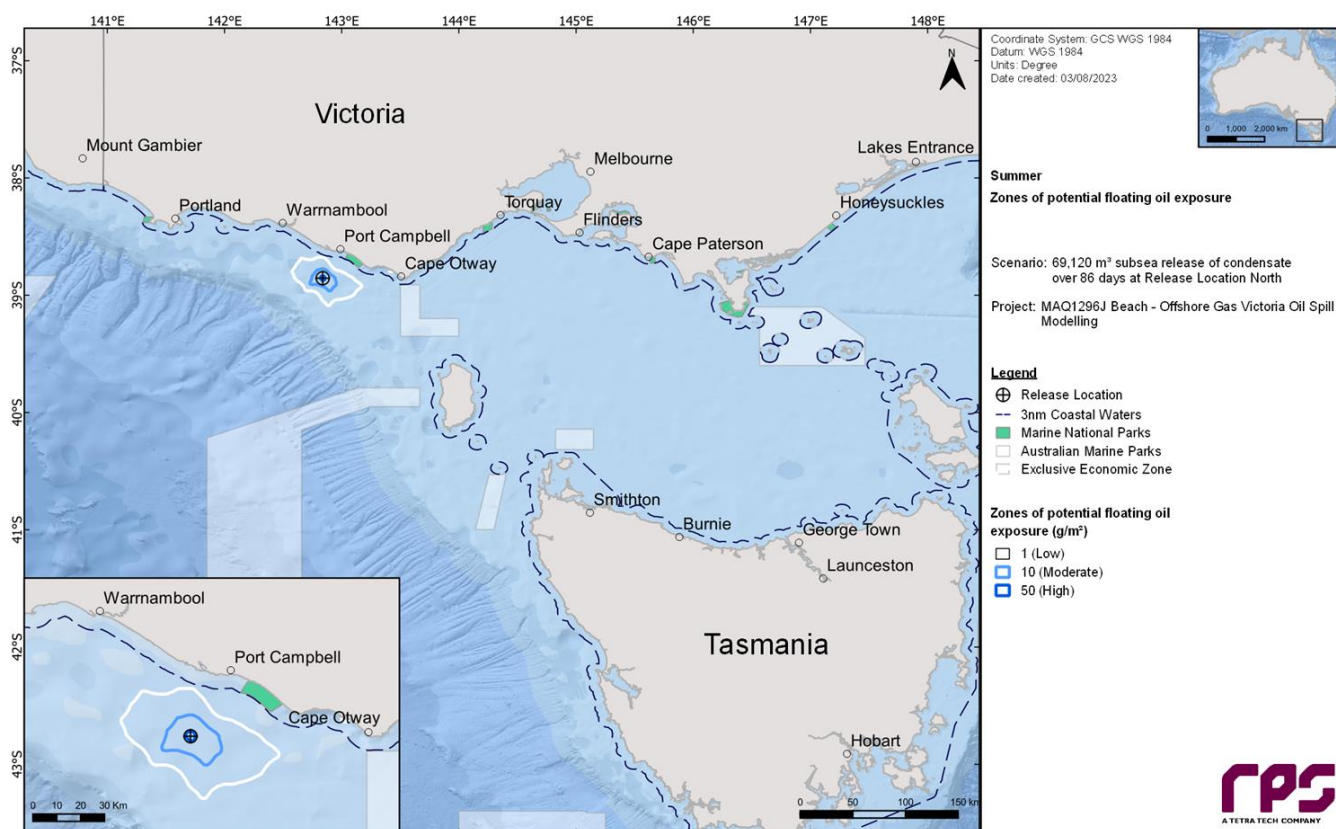 141°E 142°E 143°E 144°E 145°E 146°E 147°E 148°E
37°S
38°S
39°S
40°S
41°S
42°S
43°S
Victoria
Mount Gambier
Portland
Warrnambool
Port Campbell
Cape Otway
Torquay
Melbourne
Flinders
Cape Paterson
Lakes Entrance
Honeysuckles
Smithton
Burnie
George Town
Launceston
Tasmania
Hobart
0 50 100 150 km
Warrnambool
Port Campbell
Cape Otway
0 10 20 30 Km
N
Coordinate System: GCS WGS 1984
Datum: WGS 1984
Units: Degree
Date created: 03/08/2023
0 1,000 2,000 km
Summer
Zones of potential floating oil exposure
Scenario: 69,120 m³ subsea release of condensate
over 86 days at Release Location North
Project: MAQ1296J Beach - Offshore Gas Victoria Oil Spill
Modelling
Legend
Release Location
3nm Coastal Waters
Marine National Parks
Australian Marine Parks
Exclusive Economic Zone
Zones of potential floating oil
exposure (g/m²)
1 (Low)
10 (Moderate)
50 (High)
rps
A TETRA TECH COMPANY